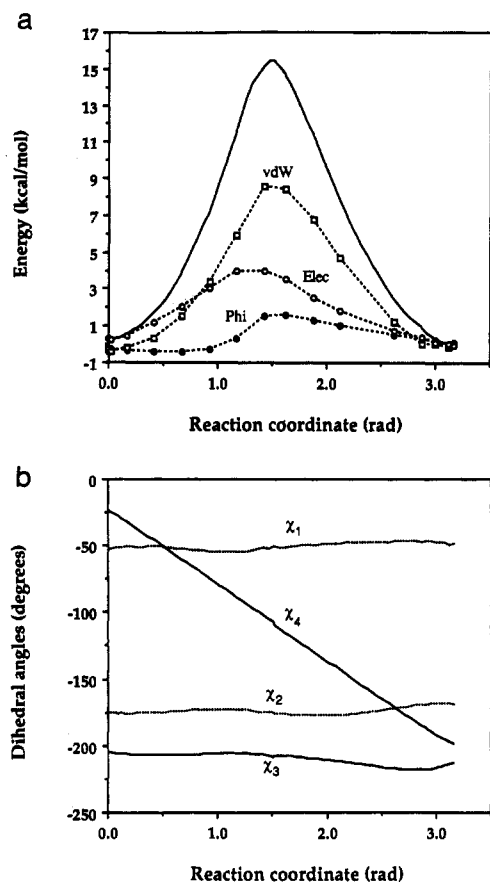 a
17
15
13
11
9
7
5
3
1
-1
Energy (kcal/mol)
vdW
Elec
Phi
0.0 1.0 2.0 3.0
Reaction coordinate (rad)
b
0
-50
-100
-150
-200
-250
Dihedral angles (degrees)
χ1
χ4
χ2
χ3
0.0 1.0 2.0 3.0
Reaction coordinate (rad)